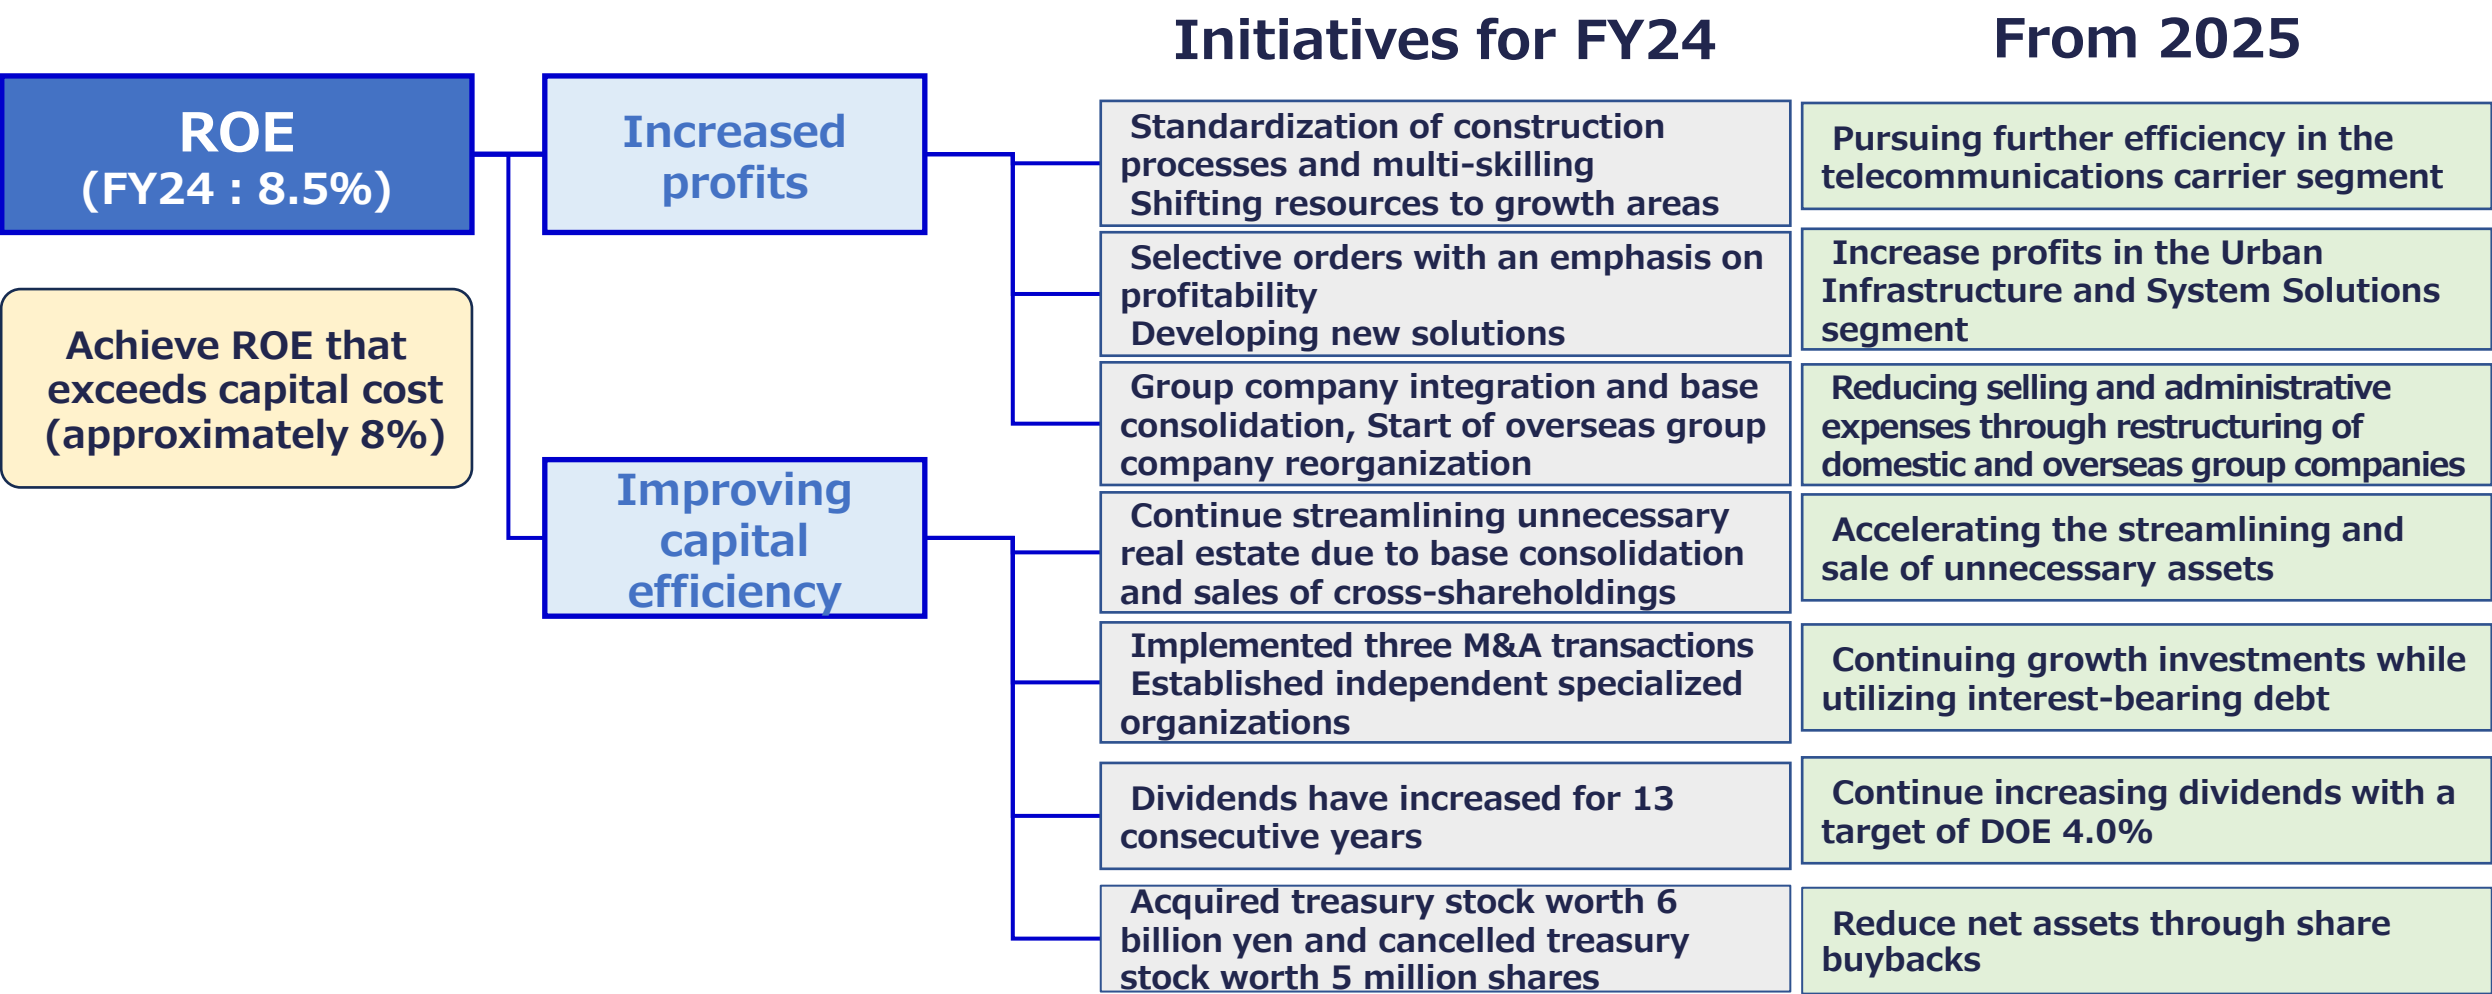 Initiatives for FY24
From 2025
ROE
(FY24 : 8.5%)
Achieve ROE that
exceeds capital cost
(approximately 8%)
Increased
profits
Standardization of construction
processes and multi-skilling
Shifting resources to growth areas
Pursuing further efficiency in the
telecommunications carrier segment
Selective orders with an emphasis on
profitability
Developing new solutions
Increase profits in the Urban
Infrastructure and System Solutions
segment
Group company integration and base
consolidation, Start of overseas group
company reorganization
Reducing selling and administrative
expenses through restructuring of
domestic and overseas group companies
Improving
capital
efficiency
Continue streamlining unnecessary
real estate due to base consolidation
and sales of cross-shareholdings
Accelerating the streamlining and
sale of unnecessary assets
Implemented three M&A transactions
Established independent specialized
organizations
Continuing growth investments while
utilizing interest-bearing debt
Dividends have increased for 13
consecutive years
Continue increasing dividends with a
target of DOE 4.0%
Acquired treasury stock worth 6
billion yen and cancelled treasury
stock worth 5 million shares
Reduce net assets through share
buybacks